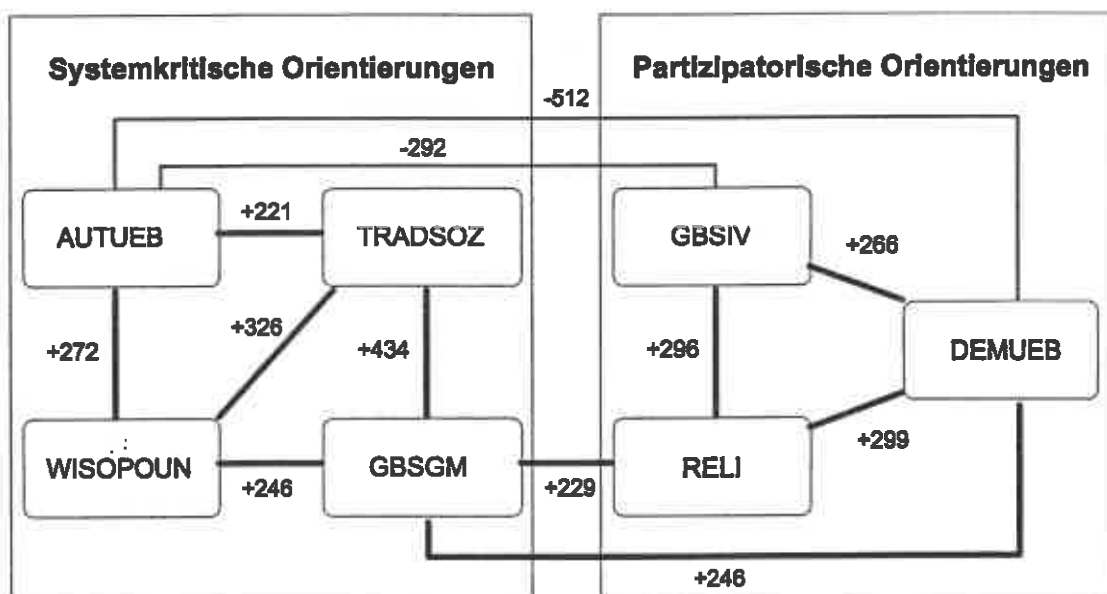 Systemkritische Orientierungen
Partizipatorische Orientierungen
-512
-292
AUTUEB
+221
TRADSOZ
GBSIV
+266
+272
+326
+434
+296
DEMUEB
WISOPOUN
+246
GBSGM
+229
RELI
+299
+246